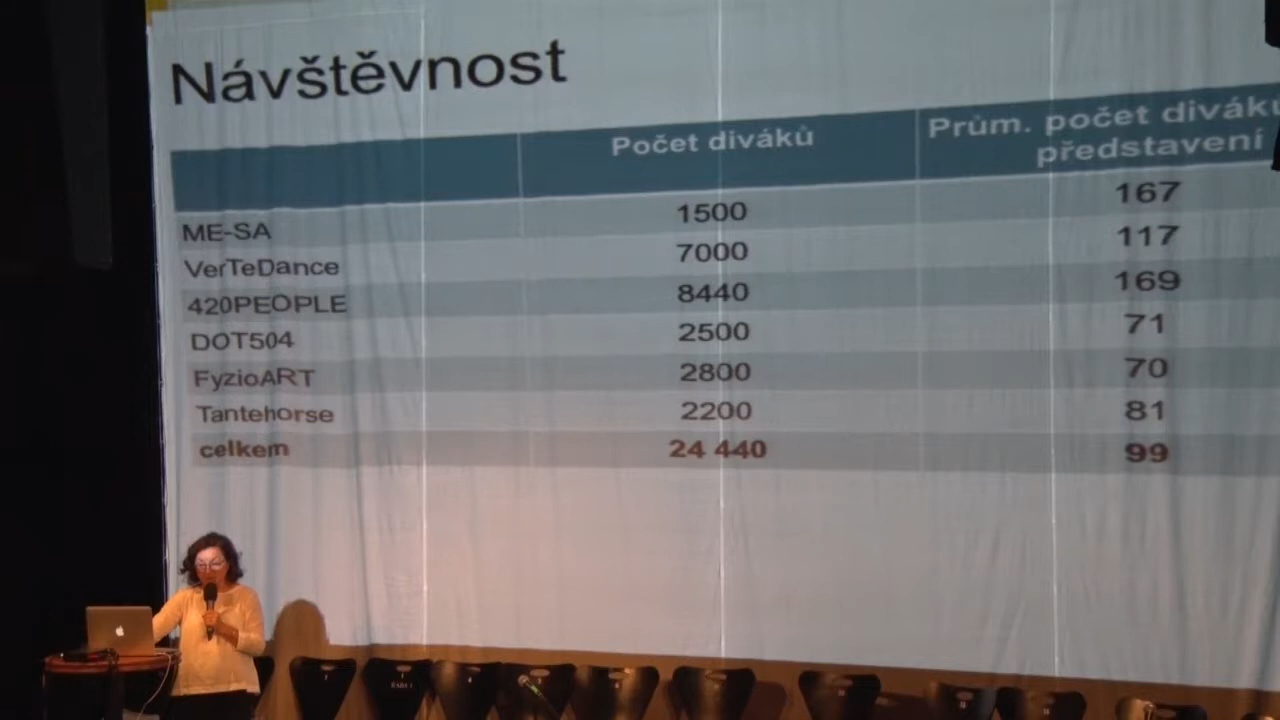 Návštěvnost
Počet diváků
Prům. počet diváků
představení
ME-SA 1500 167
VerTeDance 7000 117
420PEOPLE 8440 169
DOT504 2500 71
FyzioART 2800 70
Tantehorse 2200 81
celkem 24 440 99